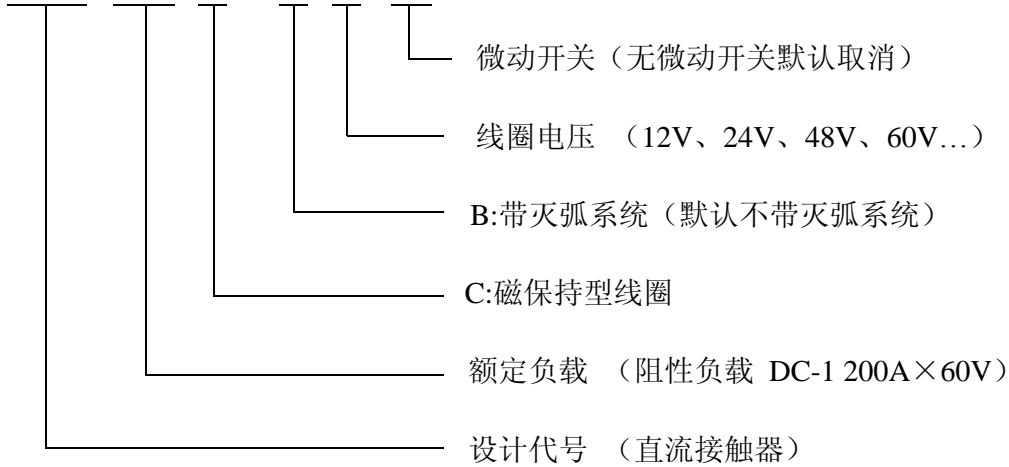 微动开关（无微动开关默认取消）
线圈电压 （12V、24V、48V、60V…）
B:带灭弧系统（默认不带灭弧系统）
C:磁保持型线圈
额定负载 （阻性负载 DC-1 200A×60V）
设计代号 （直流接触器）